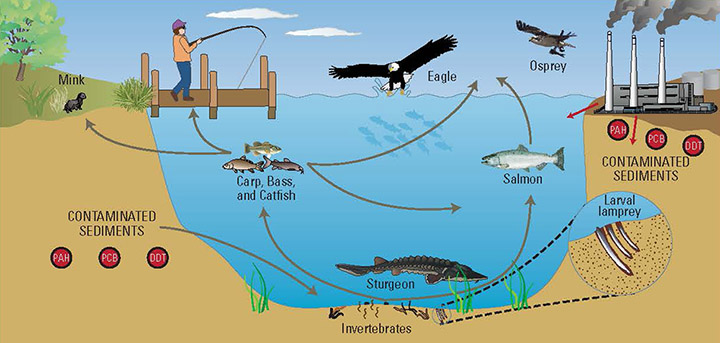 Mink
Eagle
Osprey
PAH
PCB
DDT
CONTAMINATED
SEDIMENTS
Carp, Bass,
and Catfish
Salmon
Larval
lamprey
CONTAMINATED
SEDIMENTS
PAH
PCB
DDT
Sturgeon
Invertebrates